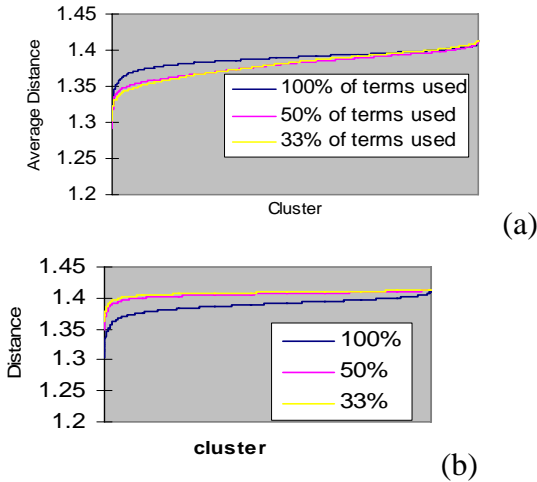 1.45
1.4
1.35
1.3
1.25
1.2
Average Distance
100% of terms used
50% of terms used
33% of terms used
Cluster
(a)
1.45
1.4
1.35
1.3
1.25
1.2
Distance
100%
50%
33%
cluster
(b)